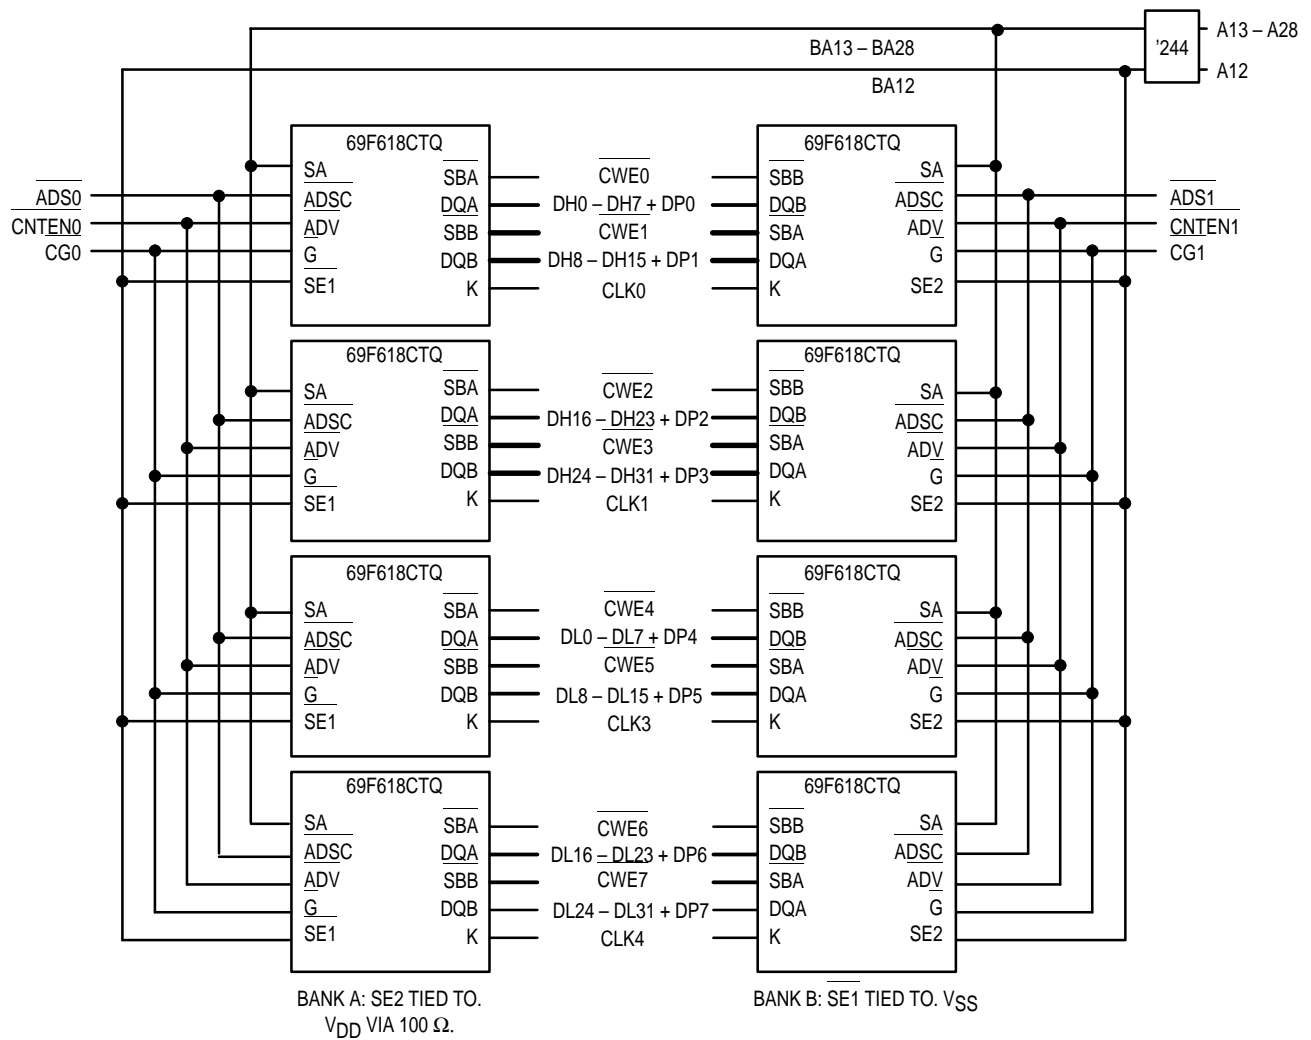 A13 – A28
BA13 – BA28
'244
A12
BA12
69F618CTQ
SA
ADSC
ADV
G
SE1
SBA
DQA
SBB
DQB
K
CWE0
DH0 – DH7 + DP0
CWE1
DH8 – DH15 + DP1
CLK0
69F618CTQ
SBB
DQB
SBA
DQA
K
SA
ADSC
ADV
G
SE2
ADS0
CNTEN0
CG0
ADS1
CNTEN1
CG1
69F618CTQ
SA
ADSC
ADV
G
SE1
SBA
DQA
SBB
DQB
K
CWE2
DH16 – DH23 + DP2
CWE3
DH24 – DH31 + DP3
CLK1
69F618CTQ
SBB
DQB
SBA
DQA
K
SA
ADSC
ADV
G
SE2
69F618CTQ
SA
ADSC
ADV
G
SE1
SBA
DQA
SBB
DQB
K
CWE4
DL0 – DL7 + DP4
CWE5
DL8 – DL15 + DP5
CLK3
69F618CTQ
SBB
DQB
SBA
DQA
K
SA
ADSC
ADV
G
SE2
69F618CTQ
SA
ADSC
ADV
G
SE1
SBA
DQA
SBB
DQB
K
CWE6
DL16 – DL23 + DP6
CWE7
DL24 – DL31 + DP7
CLK4
69F618CTQ
SBB
DQB
SBA
DQA
K
SA
ADSC
ADV
G
SE2
BANK A: SE2 TIED TO.
VDD VIA 100 Ω.
BANK B: SE1 TIED TO. VSS